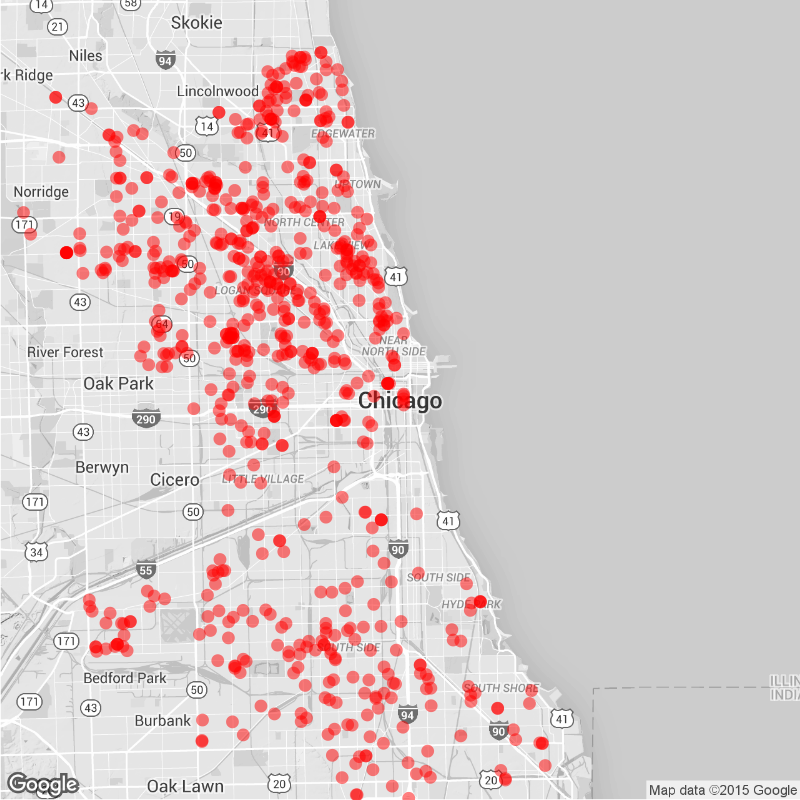 14
58
21
Skokie
Niles
94
rk Ridge
43
Lincolnwood
14
41
EDGEWATER
50
Norridge
UPTOWN
171
19
NORTH CENTER
LAKEVIEW
50
90
41
LOGAN SQUARE
43
64
NEAR
NORTH SIDE
River Forest
50
Oak Park
290
Chicago
290
43
Berwyn
Cicero
LITTLE VILLAGE
171
50
41
34
90
55
SOUTH SIDE
HYDE PARK
171
SOUTH SIDE
Bedford Park
ILLIN
INDIA
50
SOUTH SHORE
171
43
94
41
Burbank
90
Oak Lawn
20
20
Google
Google
Map data ©2015 Google